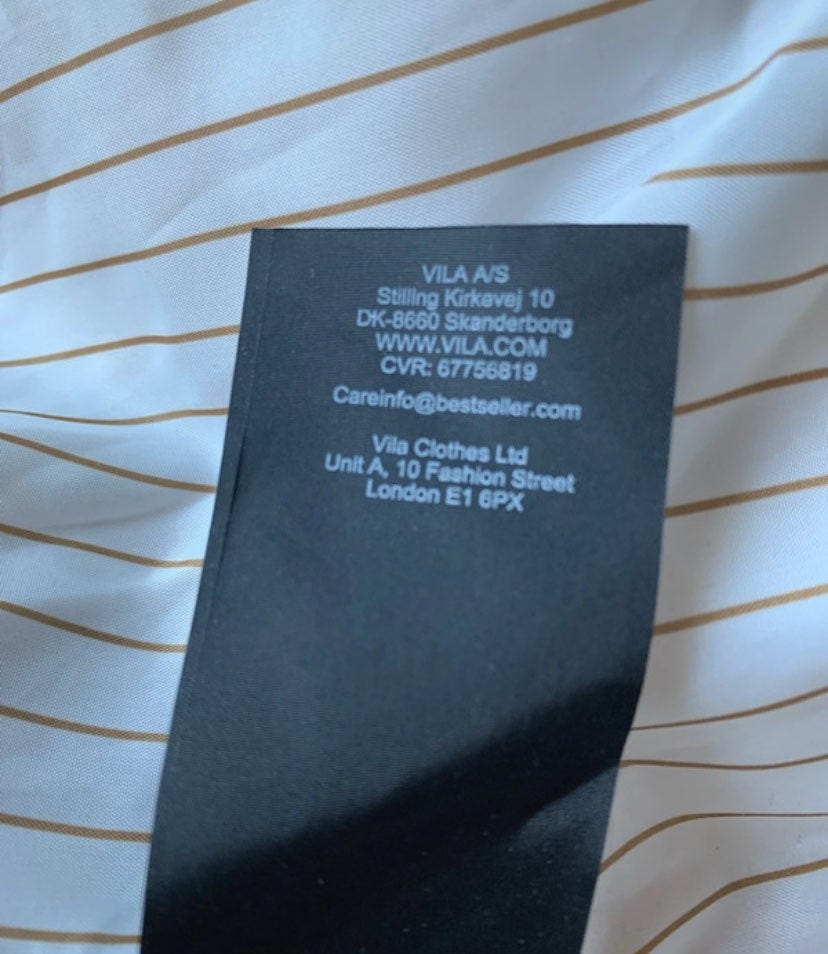 VILA A/S
Stilling Kirkevej 10
DK-8660 Skanderborg
WWW.VILA.COM
CVR: 67756819
Careinfo@bestseller.com
Vila Clothes Ltd
Unit A, 10 Fashion Street
London E1 6PX